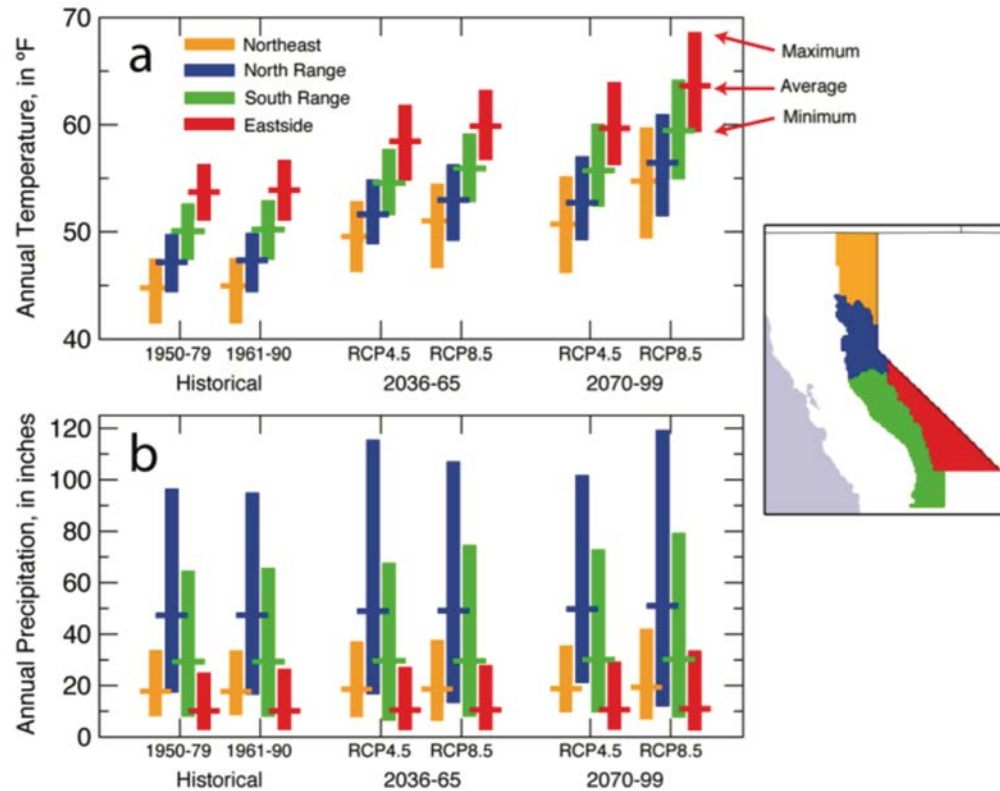 a
Annual Temperature, in °F
70
60
50
40
Northeast
North Range
South Range
Eastside
Maximum
Average
Minimum
1950-79 1961-90 RCP4.5 RCP8.5 RCP4.5 RCP8.5
Historical 2036-65 2070-99
b
Annual Precipitation, in inches
120
100
80
60
40
20
0
1950-79 1961-90 RCP4.5 RCP8.5 RCP4.5 RCP8.5
Historical 2036-65 2070-99